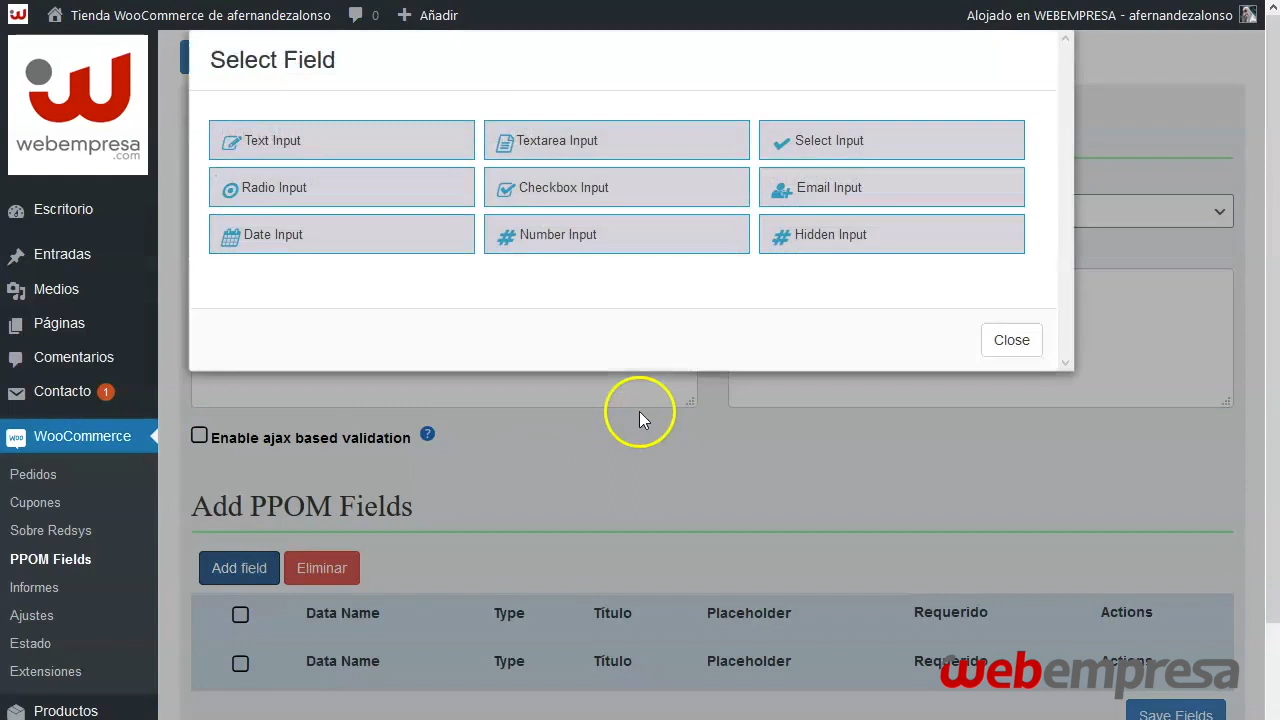 Tienda WooCommerce de afernandezalonso 0 Añadir Alojado en WEBEMPRESA - afernandezalonso
webempresa
.com
Escritorio
Entradas
Medios
Páginas
Comentarios
Contacto 1
WooCommerce
Pedidos
Cupones
Sobre Redsys
PPOM Fields
Informes
Ajustes
Estado
Extensiones
Productos
Select Field
Text Input Textarea Input Select Input
Radio Input Checkbox Input Email Input
Date Input Number Input Hidden Input
Close
Enable ajax based validation ?
Add PPOM Fields
Add field Eliminar
Data Name Type Título Placeholder Requerido Actions
Data Name Type Título Placeholder Requerido Actions
webempresa
Save Fields